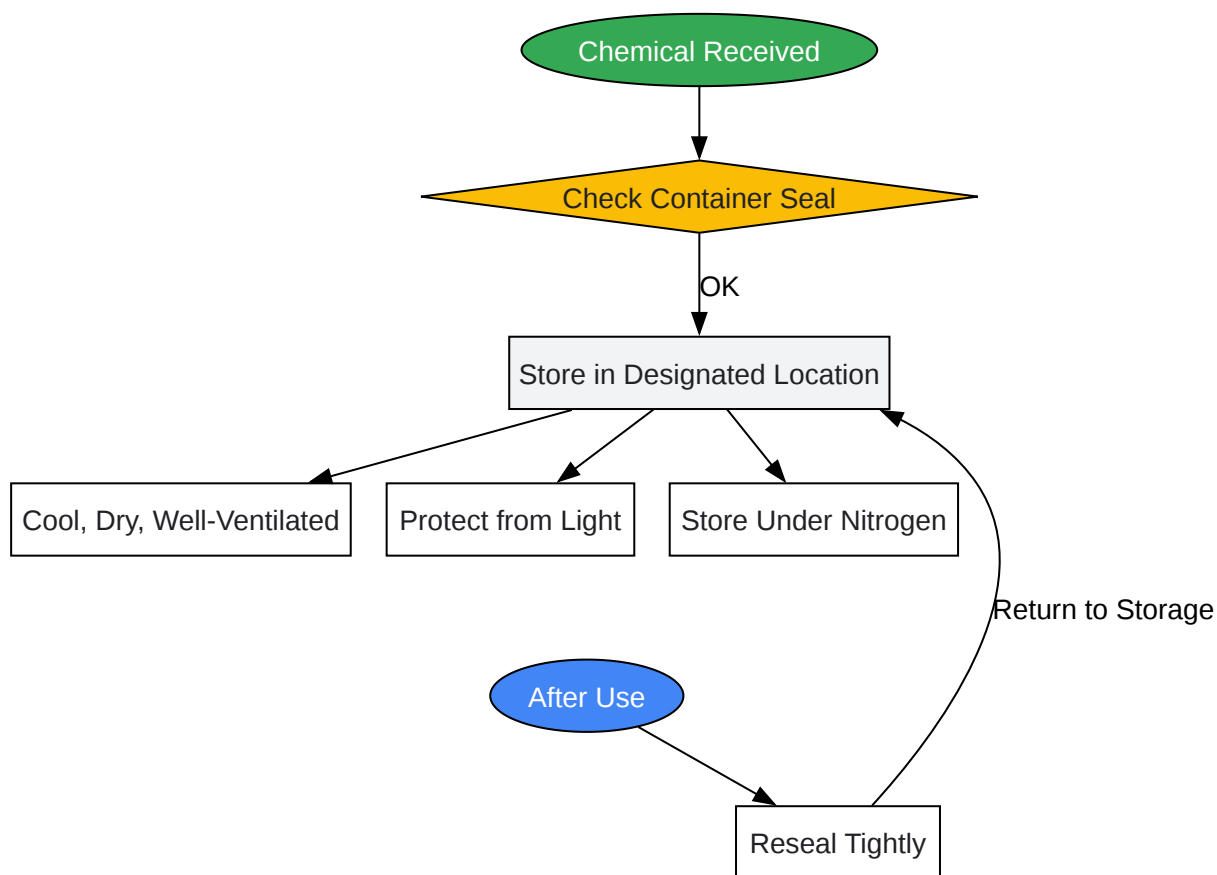 Chemical Received
Check Container Seal
OK
Store in Designated Location
Cool, Dry, Well-Ventilated
Protect from Light
Store Under Nitrogen
Return to Storage
After Use
Reseal Tightly